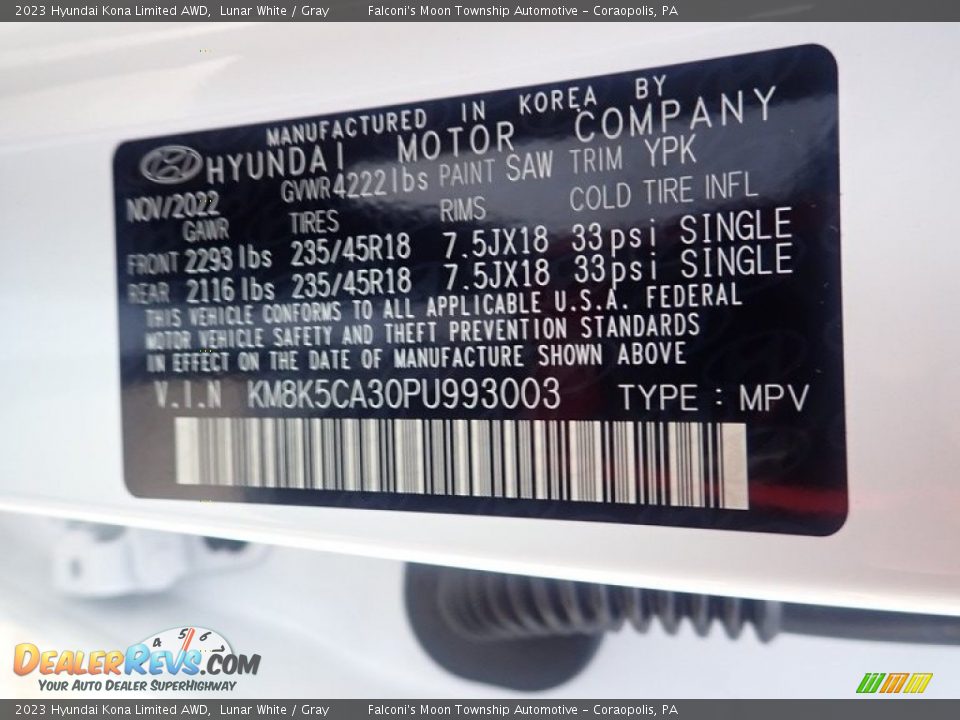 2023 Hyundai Kona Limited AWD,  Lunar White / Gray        Falconi's Moon Township Automotive - Coraopolis, PA
MANUFACTURED IN KOREA BY
HYUNDAI MOTOR COMPANY
NOV/2022 GVWR 4222lbs PAINT SAW TRIM YPK
GAWR TIRES RIMS COLD TIRE INFL
FRONT 2293 lbs 235/45R18 7.5JX18 33psi SINGLE
REAR 2116 lbs 235/45R18 7.5JX18 33psi SINGLE
THIS VEHICLE CONFORMS TO ALL APPLICABLE U.S.A. FEDERAL
MOTOR VEHICLE SAFETY AND THEFT PREVENTION STANDARDS
IN EFFECT ON THE DATE OF MANUFACTURE SHOWN ABOVE
V.I.N KM8K5CA30PU993003 TYPE : MPV
4 5 6
DEALERREVS.COM
YOUR AUTO DEALER SUPERHIGHWAY
2023 Hyundai Kona Limited AWD,  Lunar White / Gray        Falconi's Moon Township Automotive - Coraopolis, PA